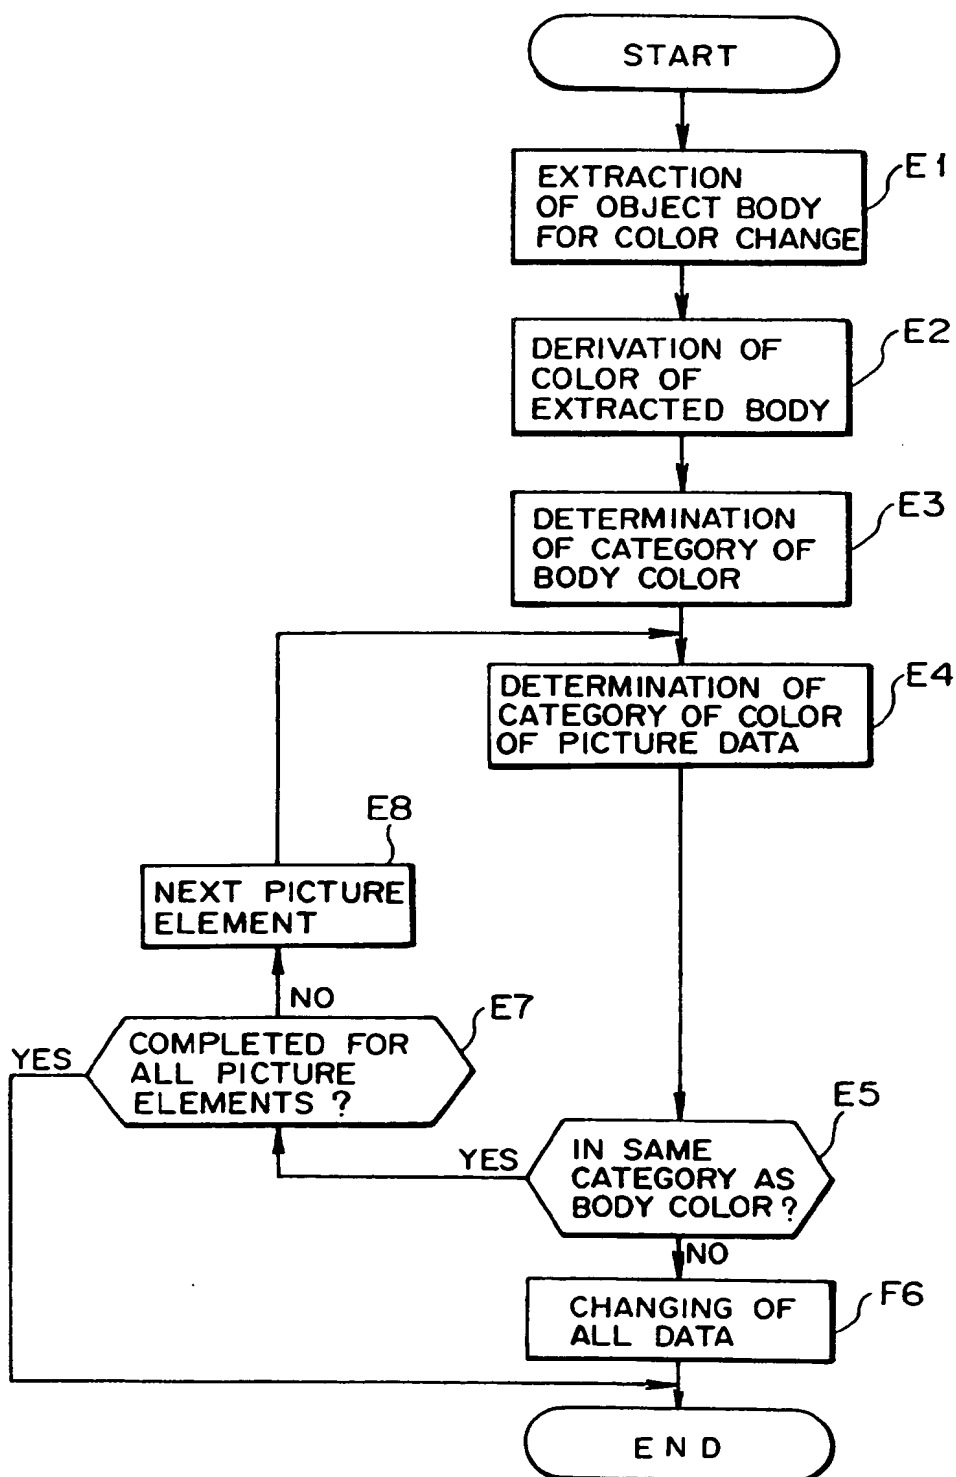 START
E1
EXTRACTION
OF OBJECT BODY
FOR COLOR CHANGE
E2
DERIVATION OF
COLOR OF
EXTRACTED BODY
E3
DETERMINATION
OF CATEGORY OF
BODY COLOR
E4
DETERMINATION OF
CATEGORY OF COLOR
OF PICTURE DATA
E8
NEXT PICTURE
ELEMENT
NO
E7
YES
COMPLETED FOR
ALL PICTURE
ELEMENTS ?
E5
YES
IN SAME
CATEGORY AS
BODY COLOR?
NO
F6
CHANGING OF
ALL DATA
END